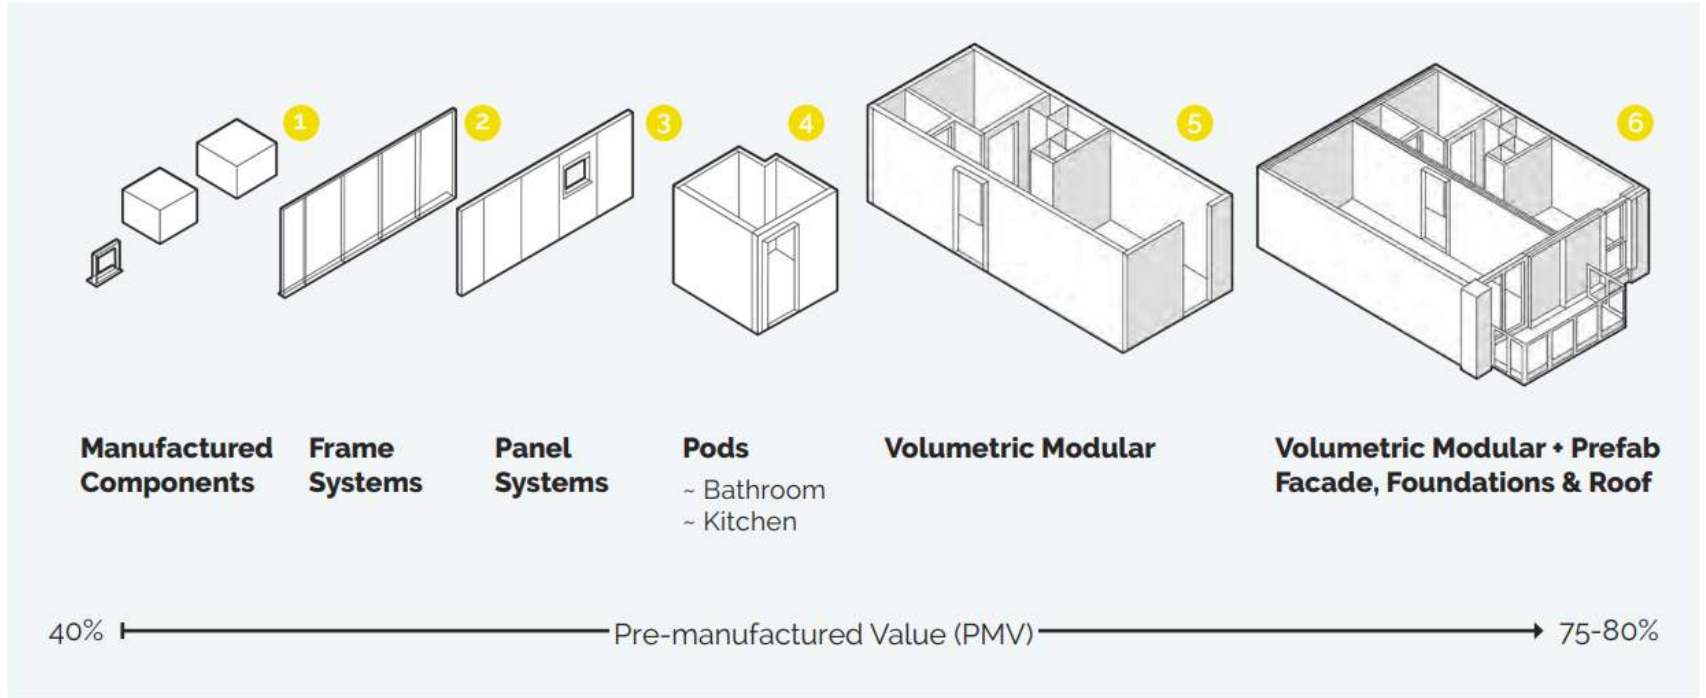 1
2
3
4
5
6
Manufactured
Components
Frame
Systems
Panel
Systems
Pods
~ Bathroom
~ Kitchen
Volumetric Modular
Volumetric Modular + Prefab
Facade, Foundations & Roof
40% Pre-manufactured Value (PMV) 75-80%